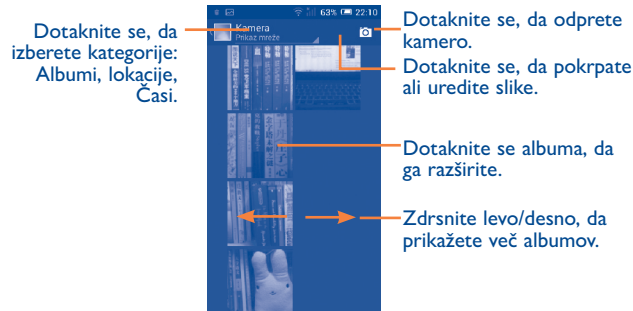 Dotaknite se, da
izberete kategorije:
Albumi, lokacije,
Časi.
63% 22:10
Kamera
Prikaz mreže
Dotaknite se, da odprete
kamero.
Dotaknite se, da pokrpate
ali uredite slike.
Dotaknite se albuma, da
ga razširite.
Zdrsnite levo/desno, da
prikažete več albumov.